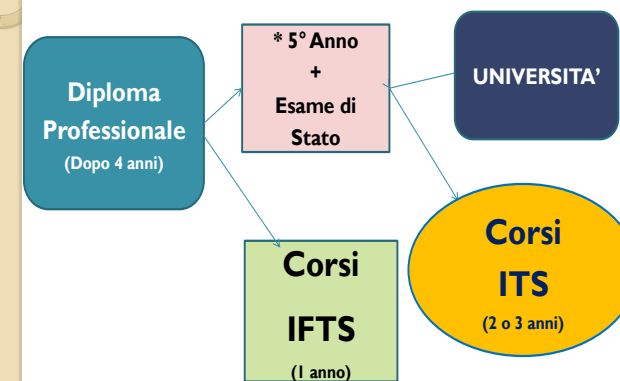 Diploma
Professionale
(Dopo 4 anni)
* 5° Anno
+
Esame di
Stato
UNIVERSITA’
Corsi
IFTS
(1 anno)
Corsi
ITS
(2 o 3 anni)